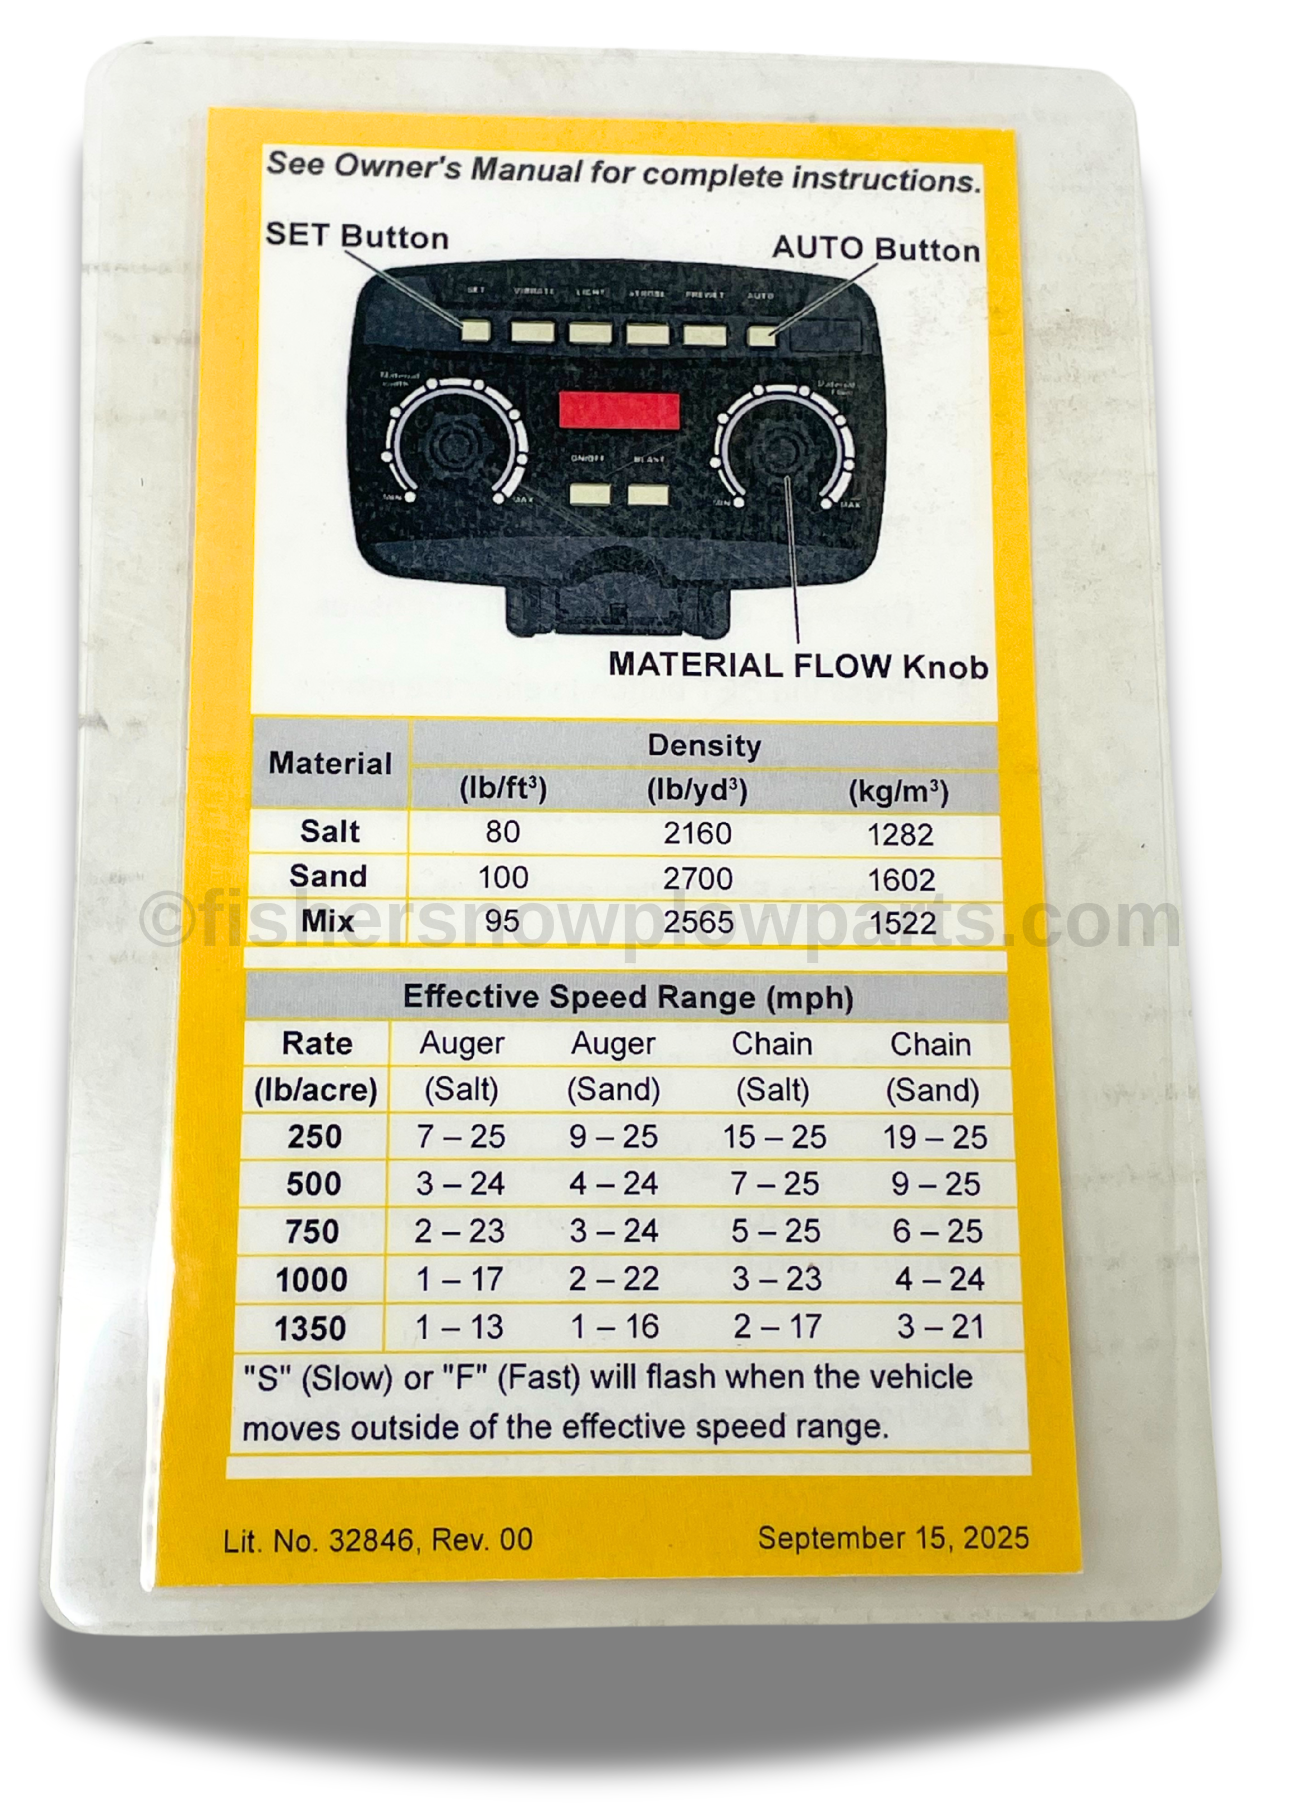 See Owner's Manual for complete instructions.
SET Button
AUTO Button
SET VIBRATE LIGHT STROBE PREWET AUTO
Material
Width
Material
Flow
ON/OFF BLAST
MIN MAX
MIN MAX
MATERIAL FLOW Knob
Material Density
(lb/ft³) (lb/yd³) (kg/m³)
Salt 80 2160 1282
Sand 100 2700 1602
©fishersnowplowparts.com
Mix 95 2565 1522
Effective Speed Range (mph)
Rate Auger Auger Chain Chain
(lb/acre) (Salt) (Sand) (Salt) (Sand)
250 7 – 25 9 – 25 15 – 25 19 – 25
500 3 – 24 4 – 24 7 – 25 9 – 25
750 2 – 23 3 – 24 5 – 25 6 – 25
1000 1 – 17 2 – 22 3 – 23 4 – 24
1350 1 – 13 1 – 16 2 – 17 3 – 21
"S" (Slow) or "F" (Fast) will flash when the vehicle
moves outside of the effective speed range.
Lit. No. 32846, Rev. 00 September 15, 2025